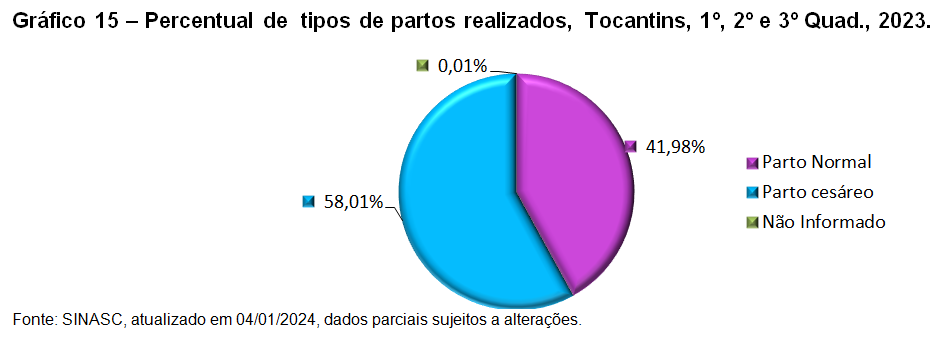 Gráfico 15 – Percentual de tipos de partos realizados, Tocantins, 1º, 2º e 3º Quad., 2023.
0,01%
41,98%
58,01%
Parto Normal
Parto cesáreo
Não Informado
Fonte: SINASC, atualizado em 04/01/2024, dados parciais sujeitos a alterações.